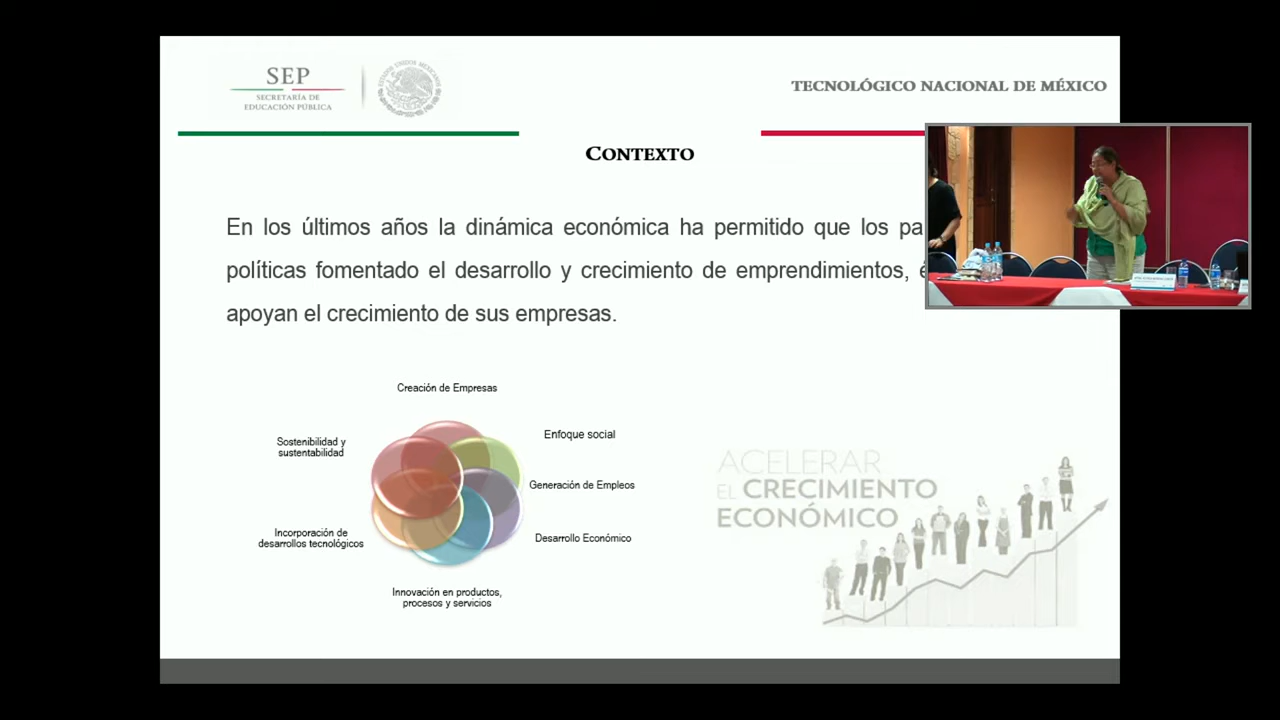 SEP
SECRETARÍA DE
EDUCACIÓN PÚBLICA
ESTADOS UNIDOS MEXICANOS
TECNOLÓGICO NACIONAL DE MÉXICO
CONTEXTO
En los últimos años la dinámica económica ha permitido que los
políticas fomentado el desarrollo y crecimiento de emprendimientos,
apoyan el crecimiento de sus empresas.
Creación de Empresas
Enfoque social
Sostenibilidad y
sustentabilidad
Generación de Empleos
Incorporación de
desarrollos tecnológicos
Desarrollo Económico
Innovación en productos,
procesos y servicios
ACELERAR
EL CRECIMIENTO
ECONÓMICO